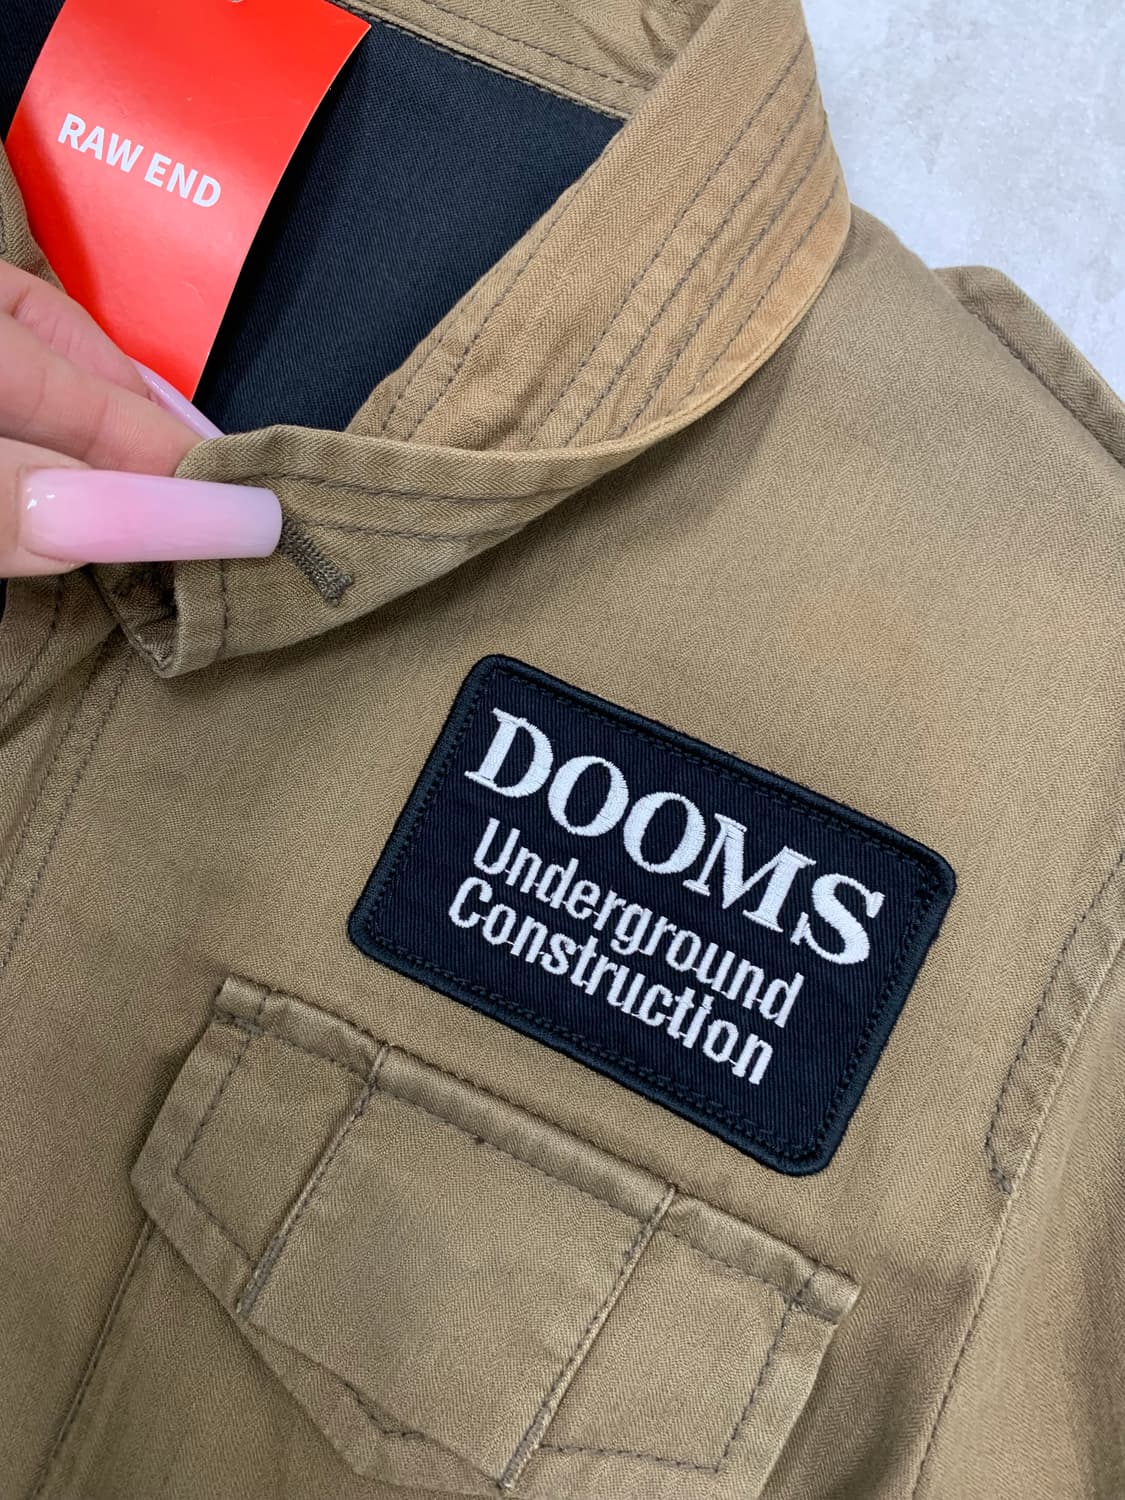 RAW END
DOOMS
Underground
Construction